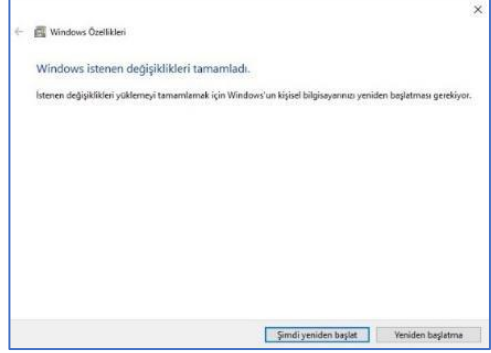 Windows Özellikleri
Windows istenen değişiklikleri tamamladı.
İstenen değişiklikleri yüklemeyi tamamlamak için Windows'un kişisel bilgisayarınızı yeniden başlatması gerekiyor.
Şimdi yeniden başlat
Yeniden başlatma